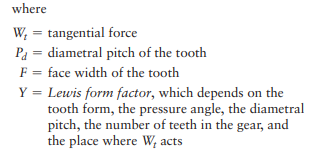 where
Wₜ = tangential force
P_d = diametral pitch of the tooth
F = face width of the tooth
Y = Lewis form factor, which depends on the
tooth form, the pressure angle, the diametral
pitch, the number of teeth in the gear, and
the place where Wₜ acts